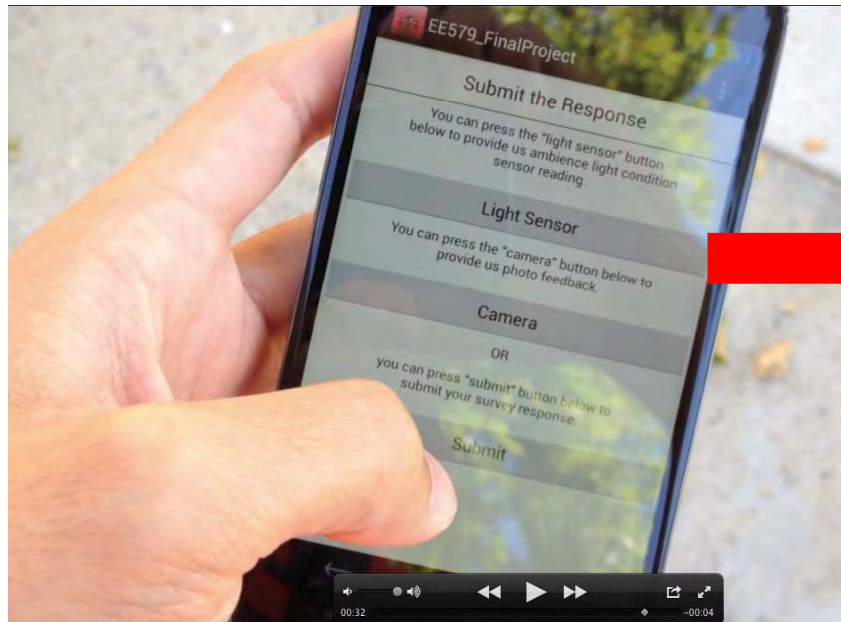 EE579_FinalProject
Submit the Response
You can press the "light sensor" button
below to provide us ambience light condition
sensor reading.
Light Sensor
You can press the "camera" button below to
provide us photo feedback.
Camera
OR
you can press "submit" button below to
submit your survey response.
Submit
00:32
-00:04